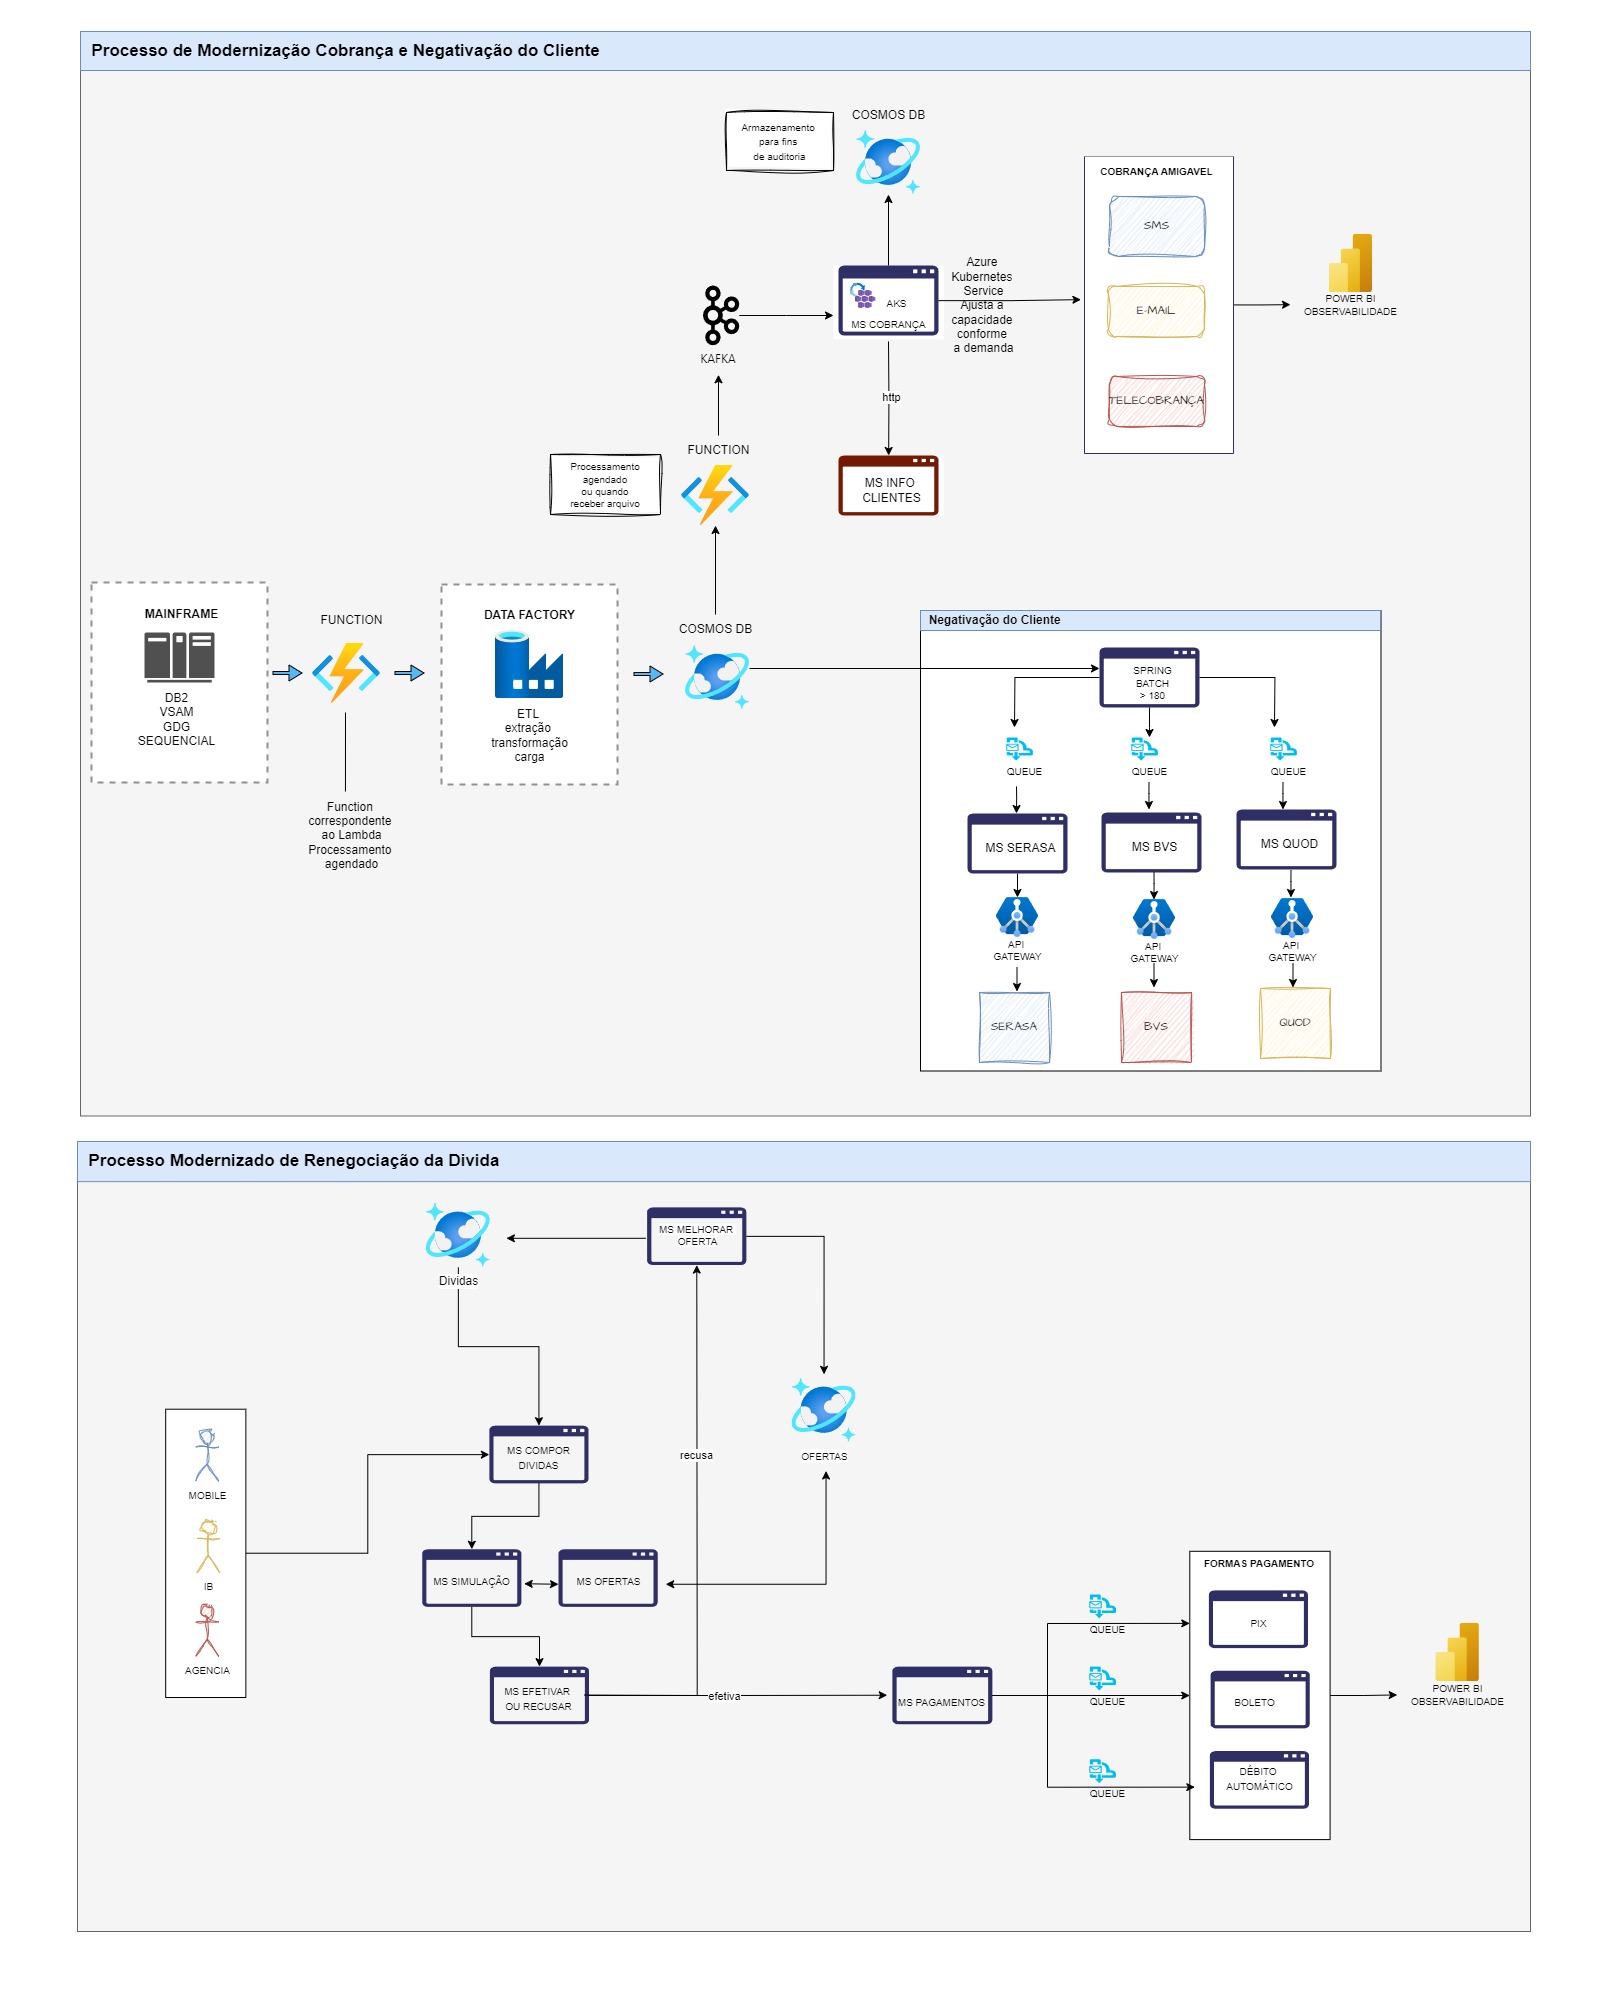 Processo de Modernização Cobrança e Negativação do Cliente
Armazenamento
para fins
de auditoria
COSMOS DB
COBRANÇA AMIGAVEL
SMS
E-MAIL
TELECOBRANÇA
POWER BI
OBSERVABILIDADE
Azure
Kubernetes
Service
Ajusta a
capacidade
conforme
a demanda
AKS
MS COBRANÇA
KAFKA
http
MS INFO
CLIENTES
FUNCTION
Processamento
agendado
ou quando
receber arquivo
MAINFRAME
DB2
VSAM
GDG
SEQUENCIAL
FUNCTION
Function
correspondente
ao Lambda
Processamento
agendado
DATA FACTORY
ETL
extração
transformação
carga
COSMOS DB
Negativação do Cliente
SPRING
BATCH
> 180
QUEUE
QUEUE
QUEUE
MS SERASA
MS BVS
MS QUOD
API
GATEWAY
API
GATEWAY
API
GATEWAY
SERASA
BVS
QUOD
Processo Modernizado de Renegociação da Divida
Dividas
MS MELHORAR
OFERTA
OFERTAS
recusa
MOBILE
IB
AGENCIA
MS COMPOR
DIVIDAS
MS SIMULAÇÃO
MS OFERTAS
MS EFETIVAR
OU RECUSAR
efetiva
MS PAGAMENTOS
QUEUE
QUEUE
QUEUE
FORMAS PAGAMENTO
PIX
BOLETO
DÉBITO
AUTOMÁTICO
POWER BI
OBSERVABILIDADE